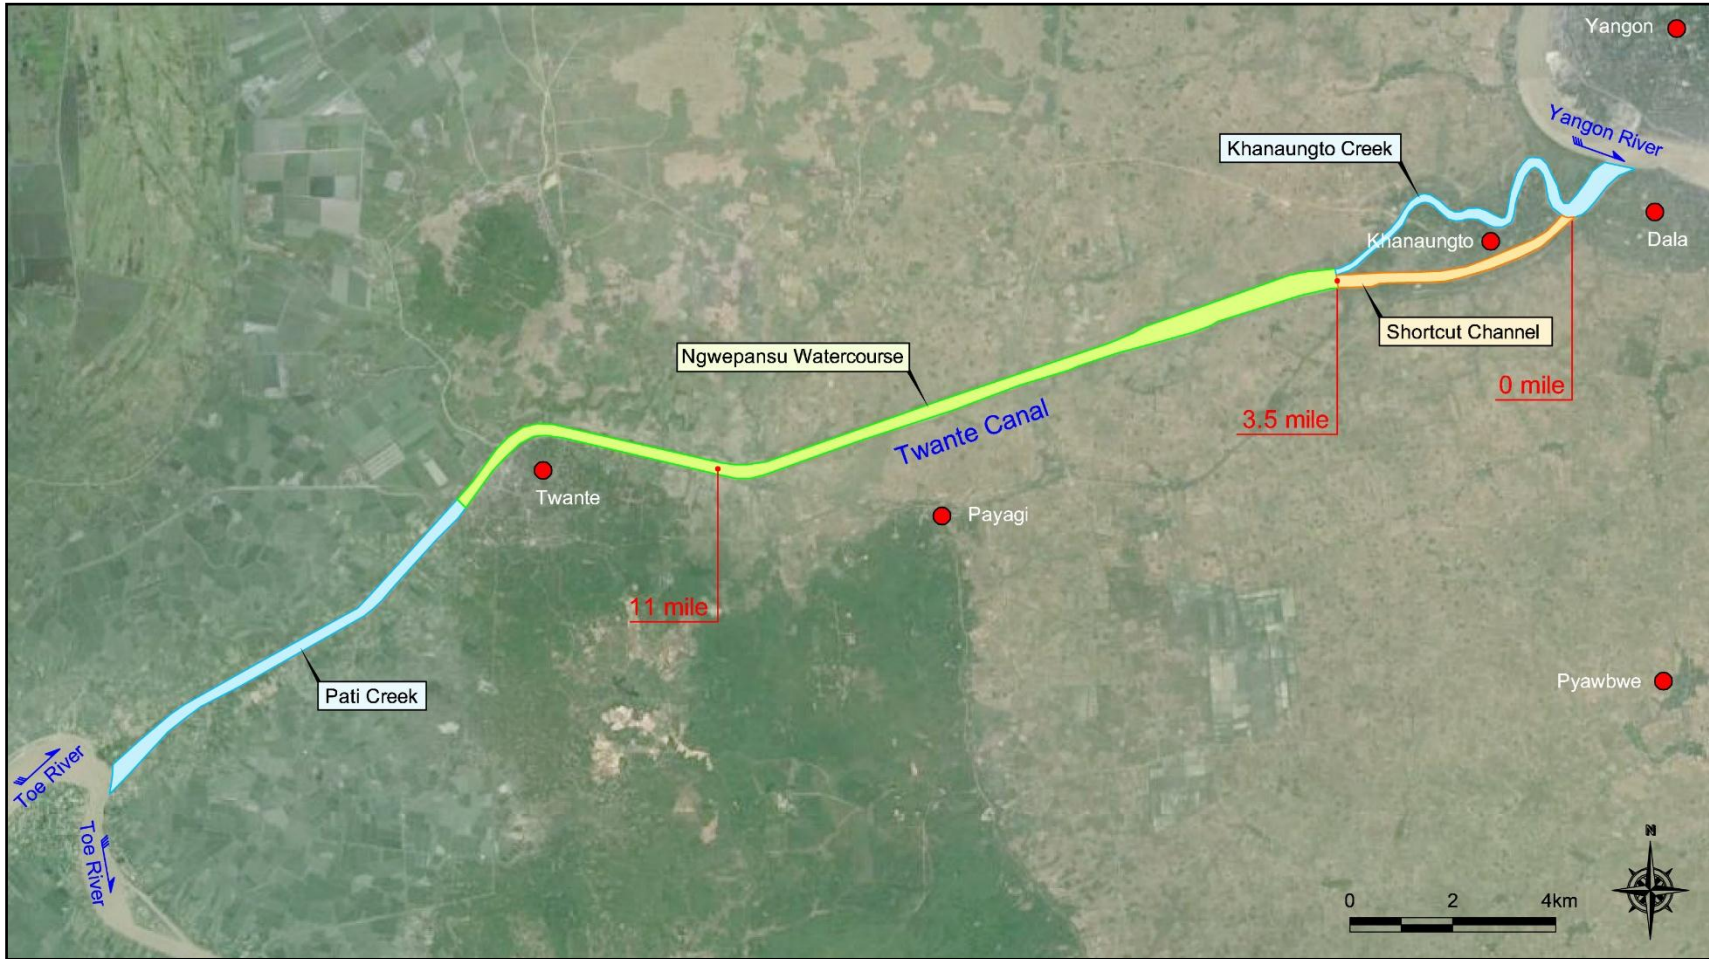 Yangon
Yangon River
Khanaungto Creek
Khanaungto
Dala
Shortcut Channel
Ngwepansu Watercourse
0 mile
3.5 mile
Twante Canal
Twante
Payagi
11 mile
Pyawbwe
Pati Creek
Toe River
Toe River
N
0 2 4km